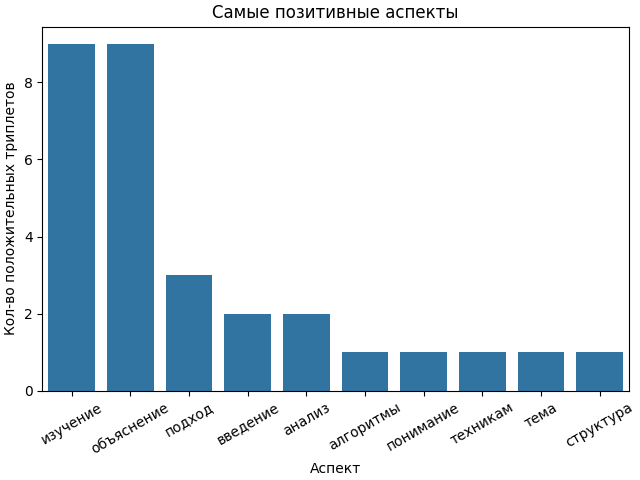 Самые позитивные аспекты
Кол-во положительных триплетов
8
6
4
2
0
изучение
объяснение
подход
введение
анализ
алгоритмы
понимание
техникам
тема
структура
Аспект